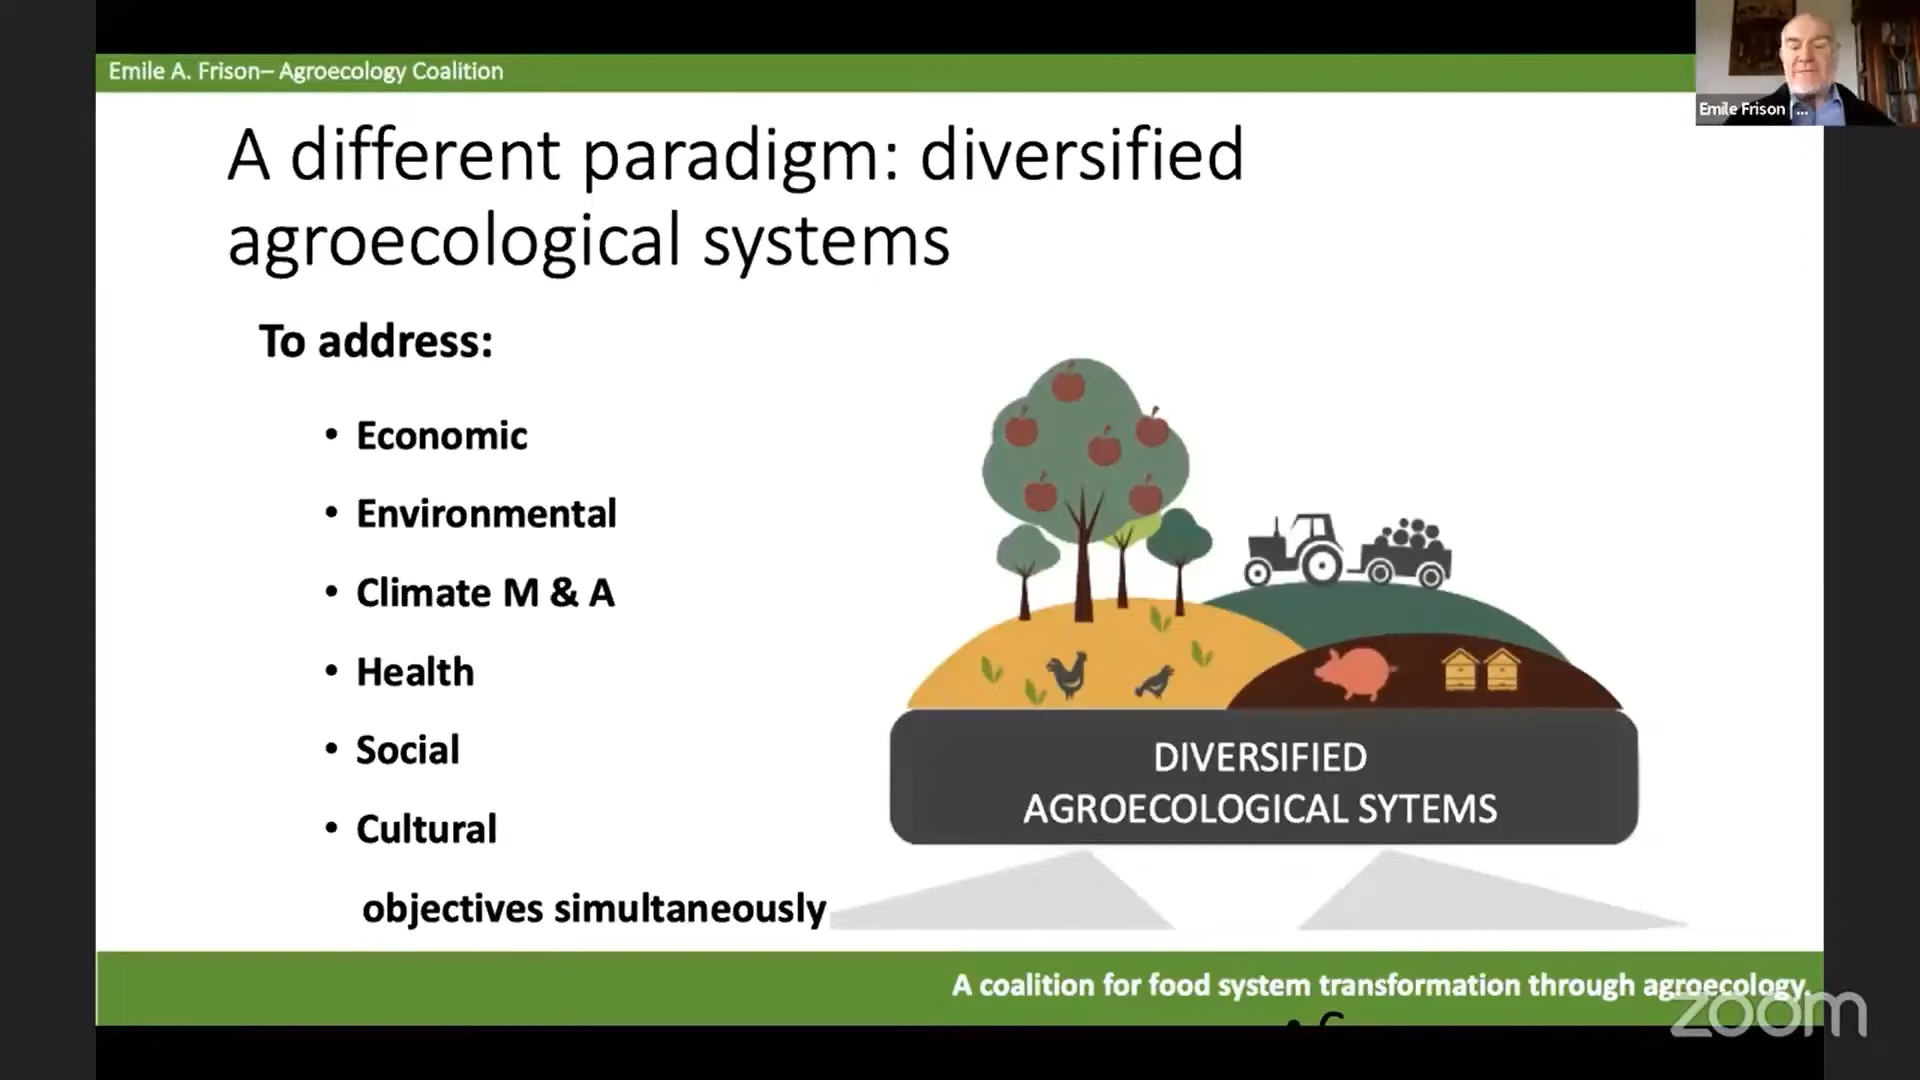 Emile A. Frison– Agroecology Coalition
Emile Frison | ...
A different paradigm: diversified
agroecological systems
To address:
• Economic
• Environmental
• Climate M & A
• Health
• Social
• Cultural
objectives simultaneously
DIVERSIFIED
AGROECOLOGICAL SYTEMS
A coalition for food system transformation through agroecology.
zoom